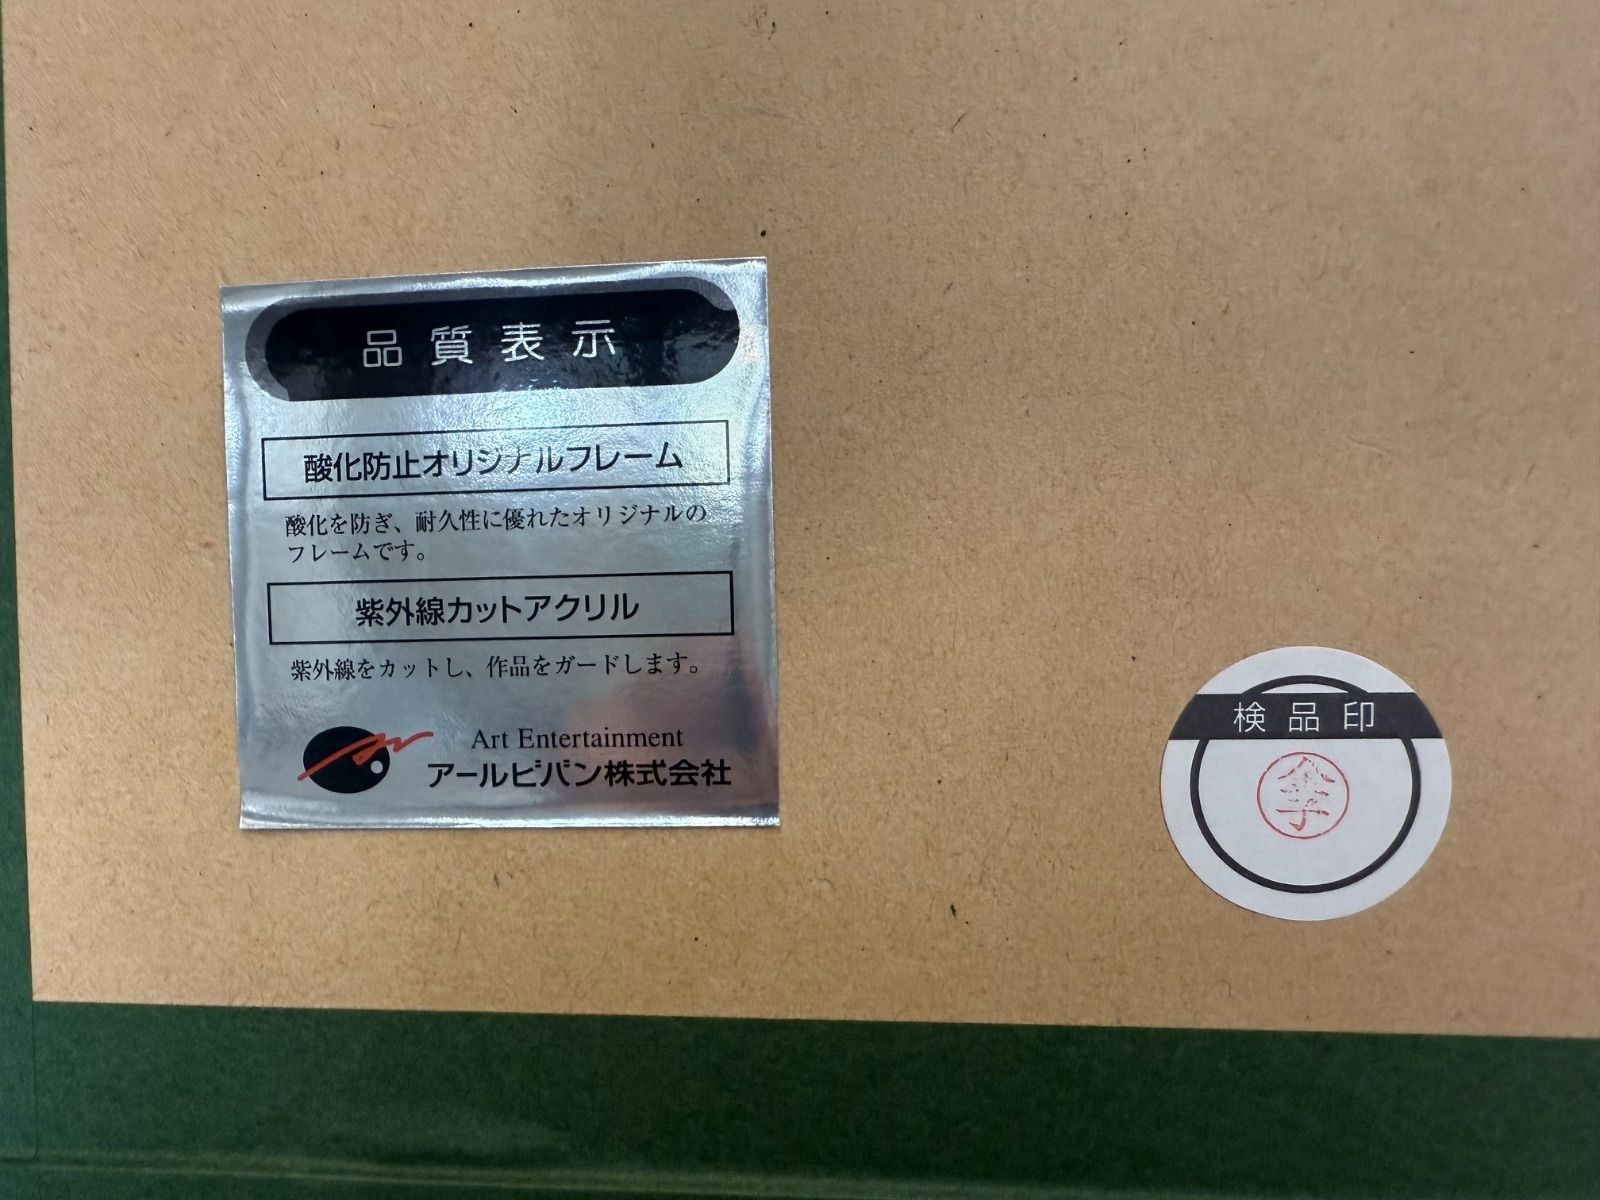 品質表示
酸化防止オリジナルフレーム
酸化を防ぎ、耐久性に優れたオリジナルの
フレームです。
紫外線カットアクリル
紫外線をカットし、作品をガードします。
Art Entertainment
アールビバン株式会社
検品印